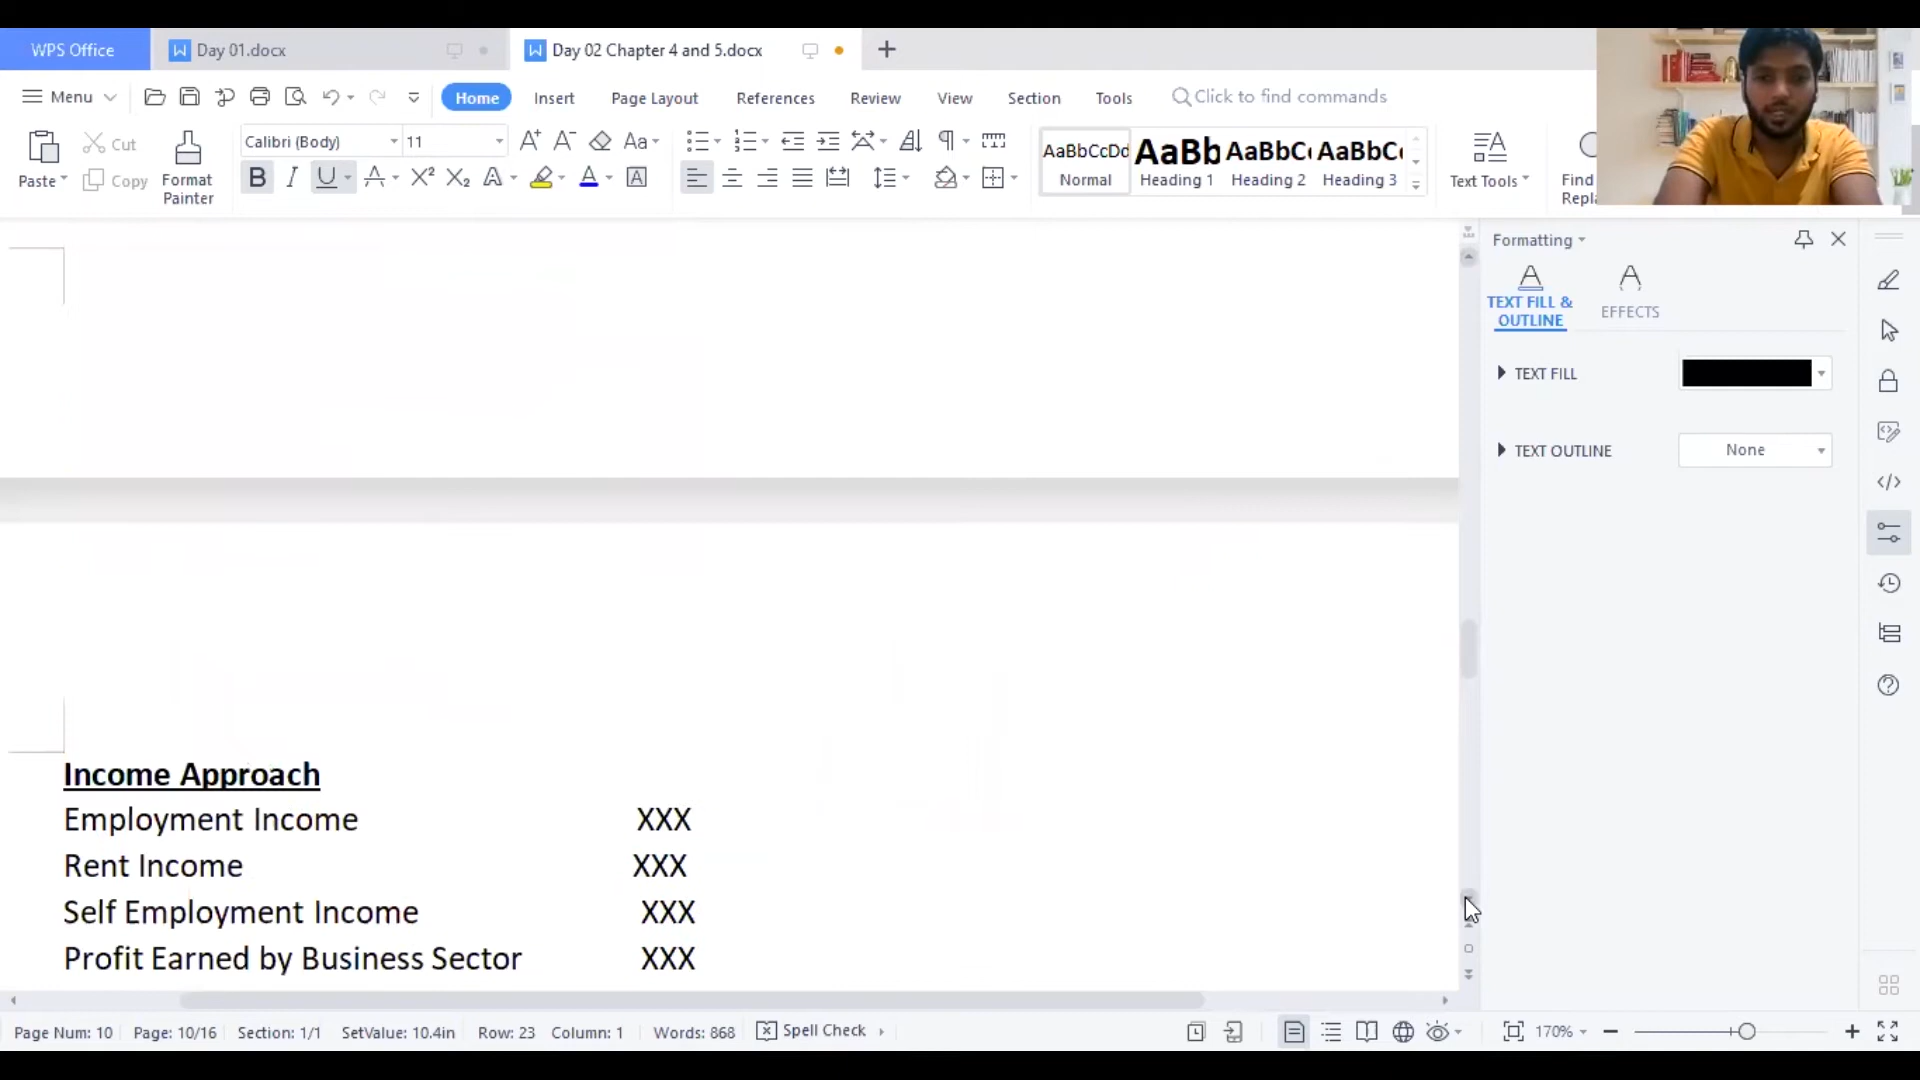 WPS Office
Day 01.docx
Day 02 Chapter 4 and 5.docx
Menu
Home
Insert
Page Layout
References
Review
View
Section
Tools
Click to find commands
Paste
Cut
Copy
Format
Painter
Calibri (Body)
11
AaBbCcDd
Normal
AaBb
Heading 1
AaBbC
Heading 2
AaBbC
Heading 3
Text Tools
Find
Formatting
TEXT FILL &
OUTLINE
EFFECTS
TEXT FILL
TEXT OUTLINE
None
Income Approach
Employment Income XXX
Rent Income XXX
Self Employment Income XXX
Profit Earned by Business Sector XXX
Page Num: 10 Page: 10/16 Section: 1/1 SetValue: 10.4in Row: 23 Column: 1 Words: 868 Spell Check 170%